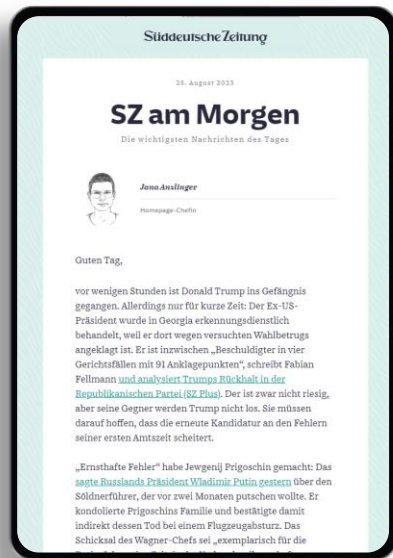 Süddeutsche Zeitung
25. August 2023
SZ am Morgen
Die wichtigsten Nachrichten des Tages
Jana Anzlinger
Homepage-Chefin
Guten Tag,
vor wenigen Stunden ist Donald Trump ins Gefängnis
gegangen. Allerdings nur für kurze Zeit: Der Ex-US-
Präsident wurde in Georgia erkennungsdienstlich
behandelt, weil er dort wegen versuchten Wahlbetrugs
angeklagt ist. Er ist inzwischen „Beschuldigter in vier
Gerichtsfällen mit 91 Anklagepunkten“, schreibt Fabian
Fellmann und analysiert Trumps Rückhalt in der
Republikanischen Partei (SZ Plus). Der ist zwar nicht riesig,
aber seine Gegner werden Trump nicht los. Sie müssen
darauf hoffen, dass die erneute Kandidatur an den Fehlern
seiner ersten Amtszeit scheitert.
„Ernsthafte Fehler“ habe Jewgenij Prigoschin gemacht: Das
sagte Russlands Präsident Wladimir Putin gestern über den
Söldnerführer, der vor zwei Monaten putschen wollte. Er
kondolierte Prigoschins Familie und bestätigte damit
indirekt dessen Tod bei einem Flugzeugabsturz. Das
Schicksal des Wagner-Chefs sei „exemplarisch für die